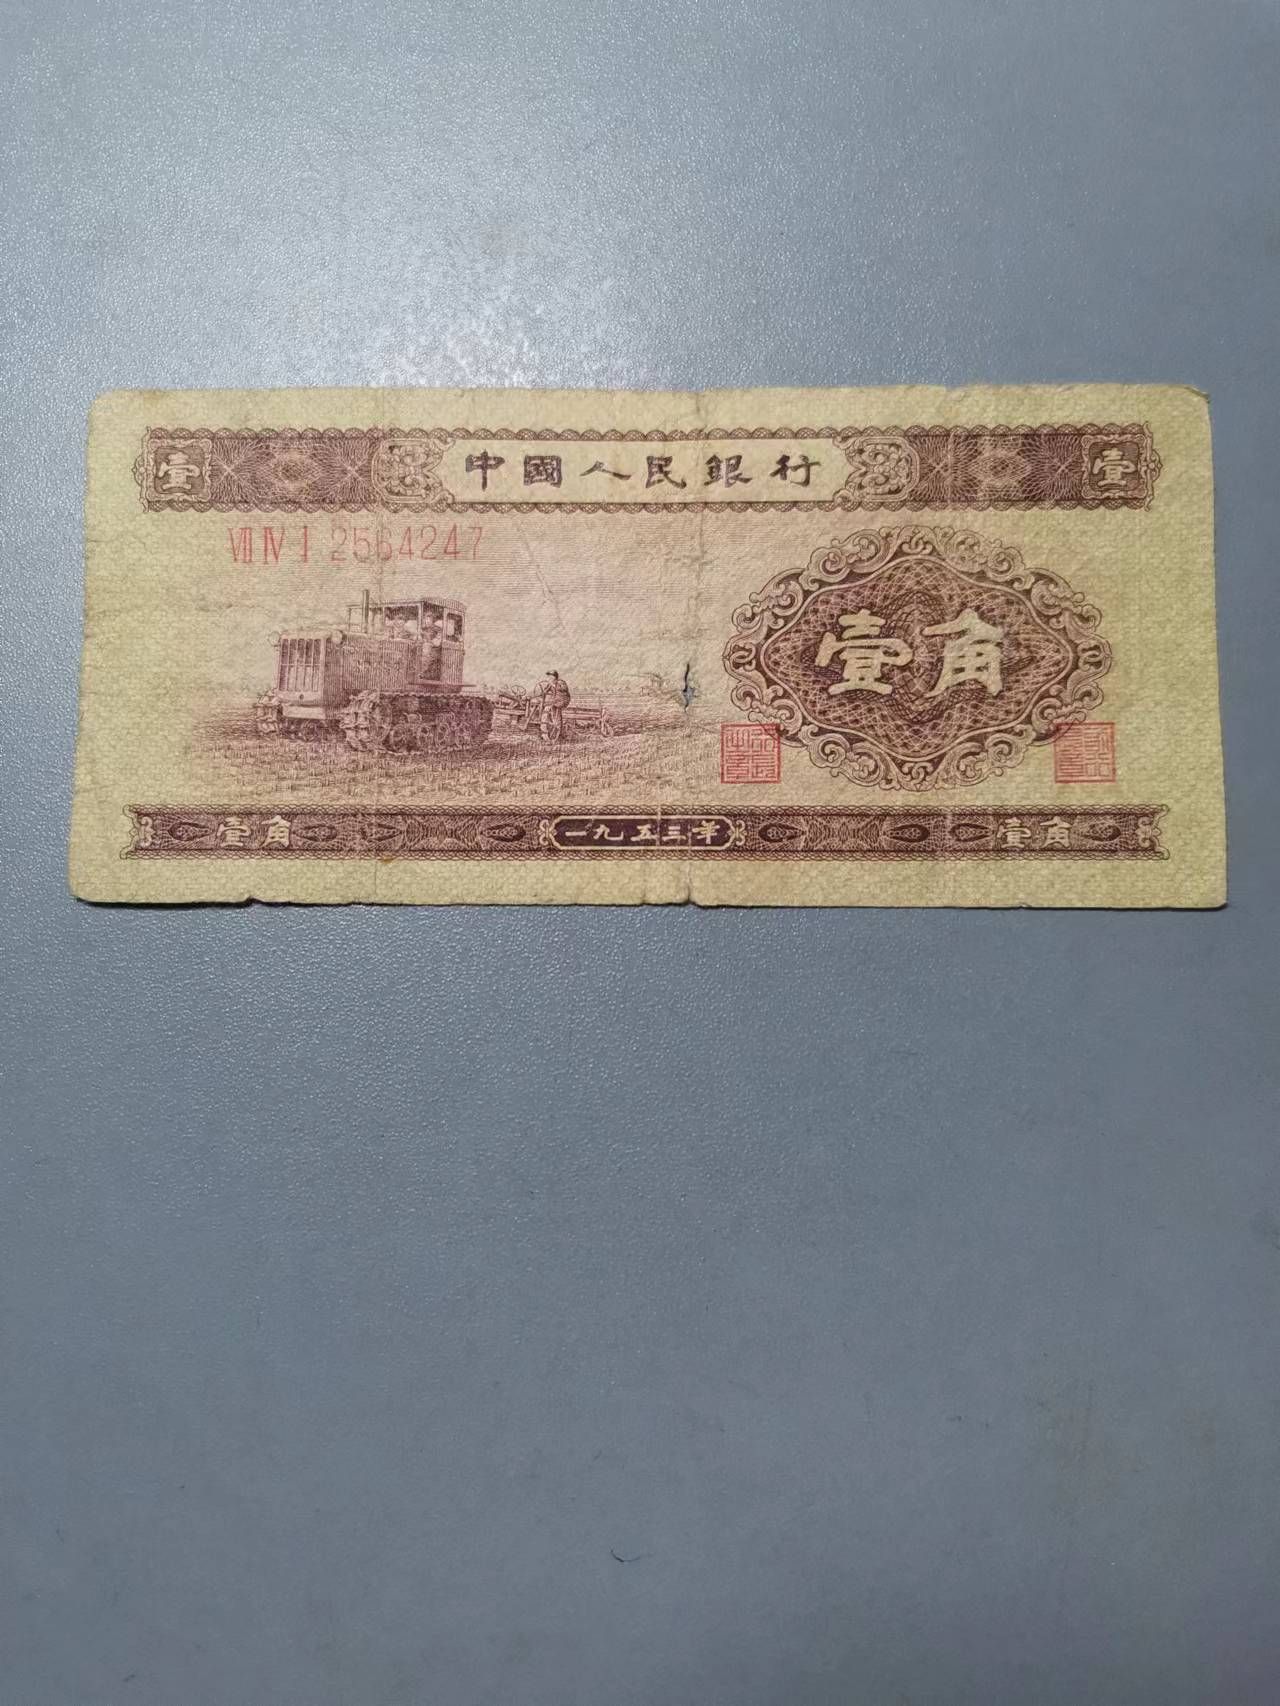 壹 中國人民銀行 壹
Ⅶ Ⅳ Ⅰ 2564247
壹角
壹角 一九五三年 壹角